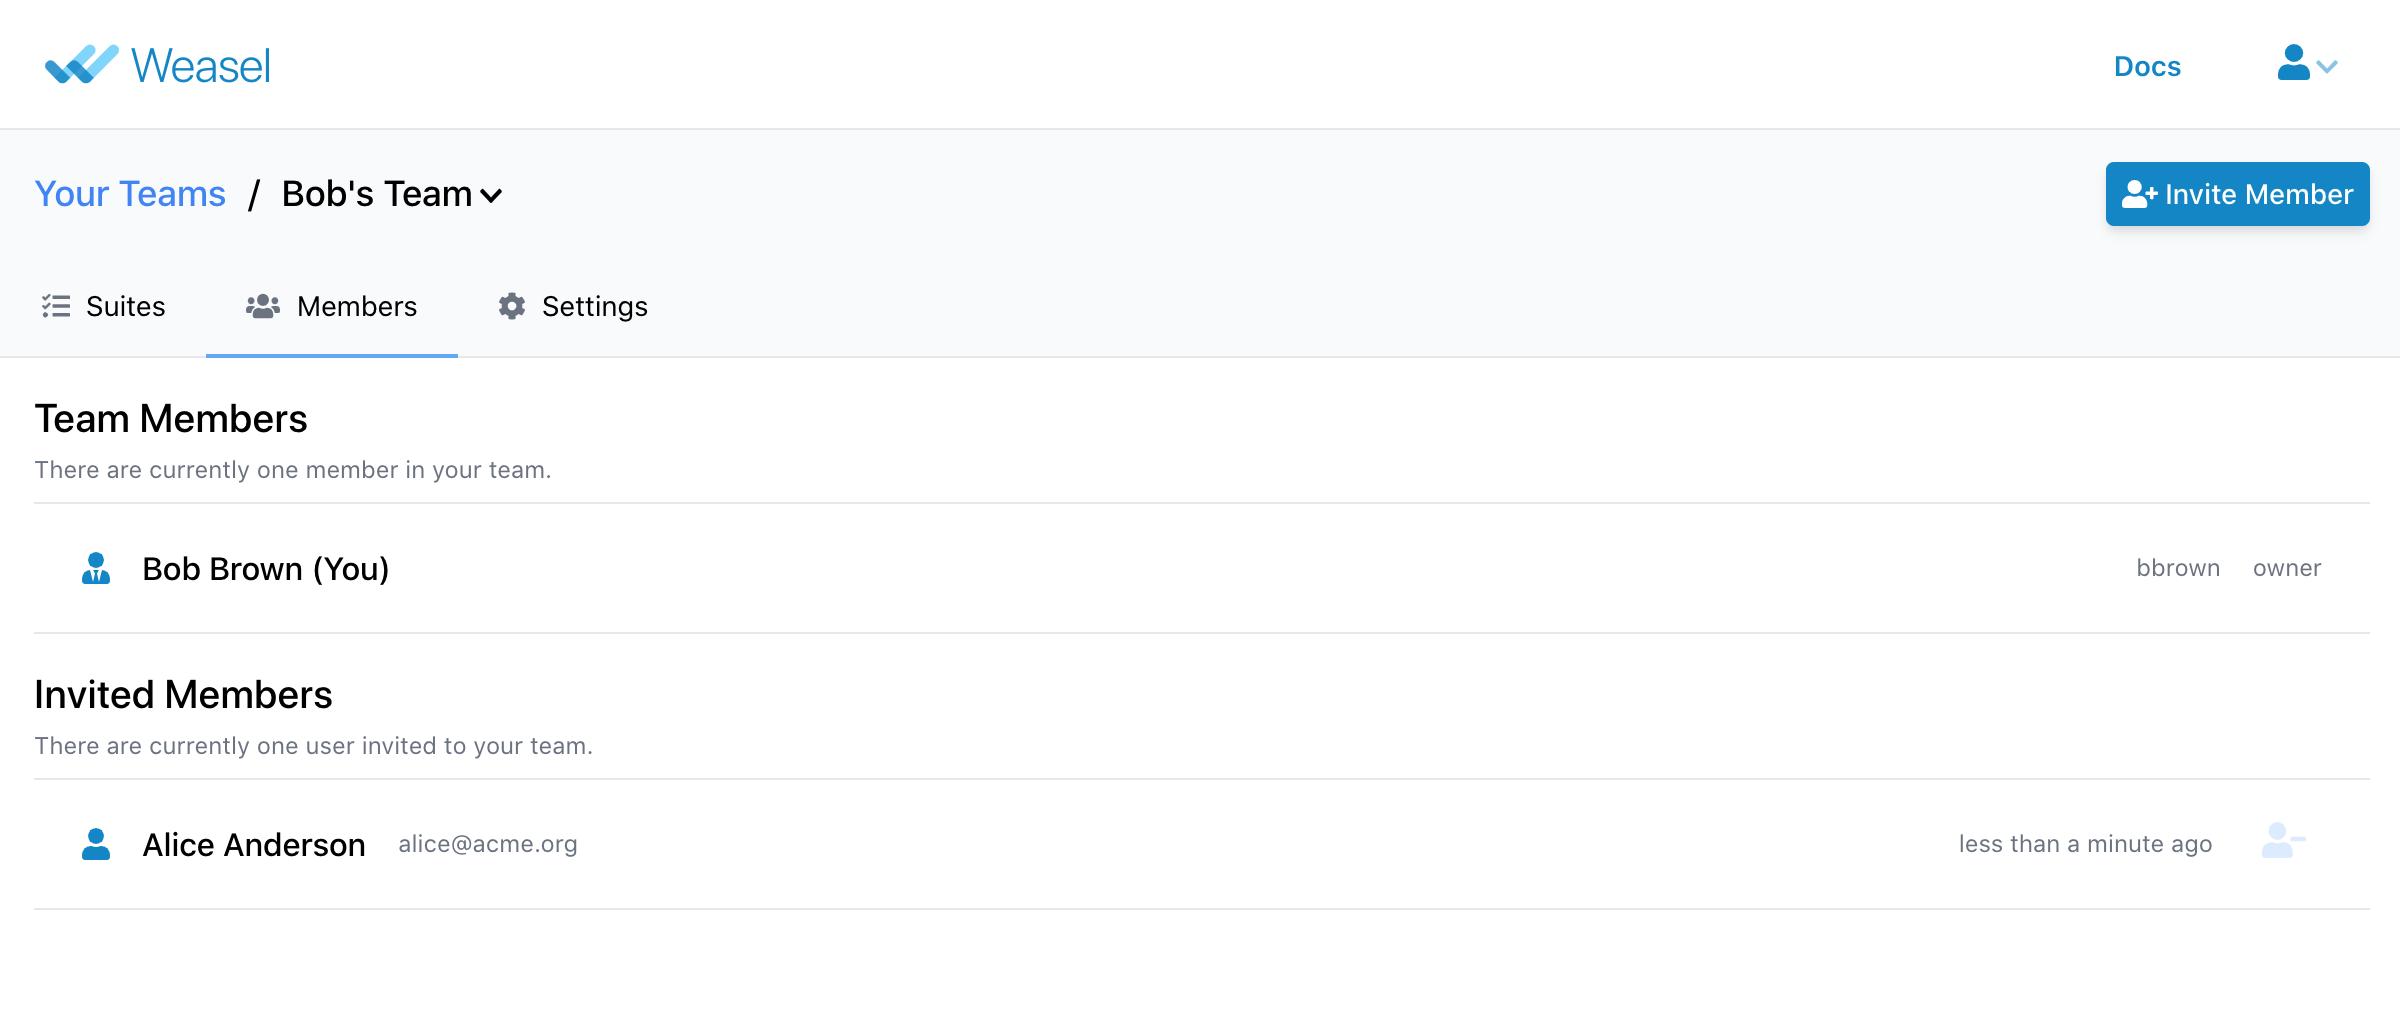 Weasel
Docs
Your Teams / Bob's Team
Invite Member
Suites
Members
Settings
Team Members
There are currently one member in your team.
Bob Brown (You)
bbrown
owner
Invited Members
There are currently one user invited to your team.
Alice Anderson
alice@acme.org
less than a minute ago